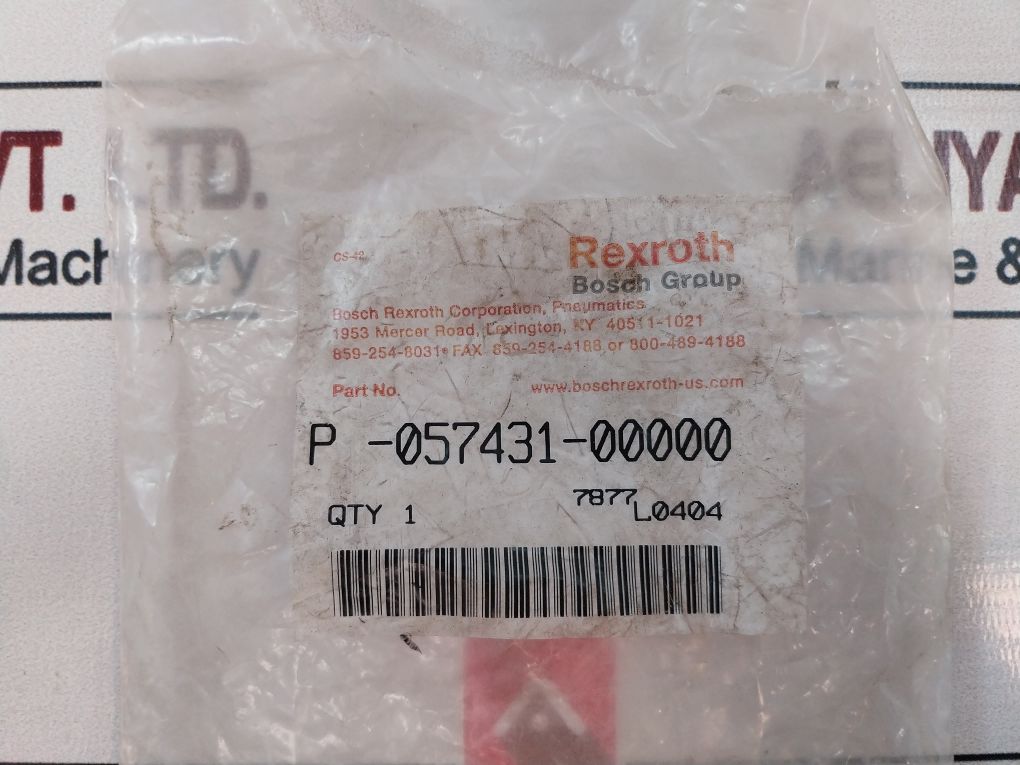 VT. LTD.
Machinery
CS-42
Rexroth
Bosch Group
Bosch Rexroth Corporation, Pneumatics
1953 Mercer Road, Lexington, KY 40511-1021
859-254-8031• FAX 859-254-4188 or 800-489-4188
Part No. www.boschrexroth-us.com
P -057431-00000
QTY 1 7877 L0404